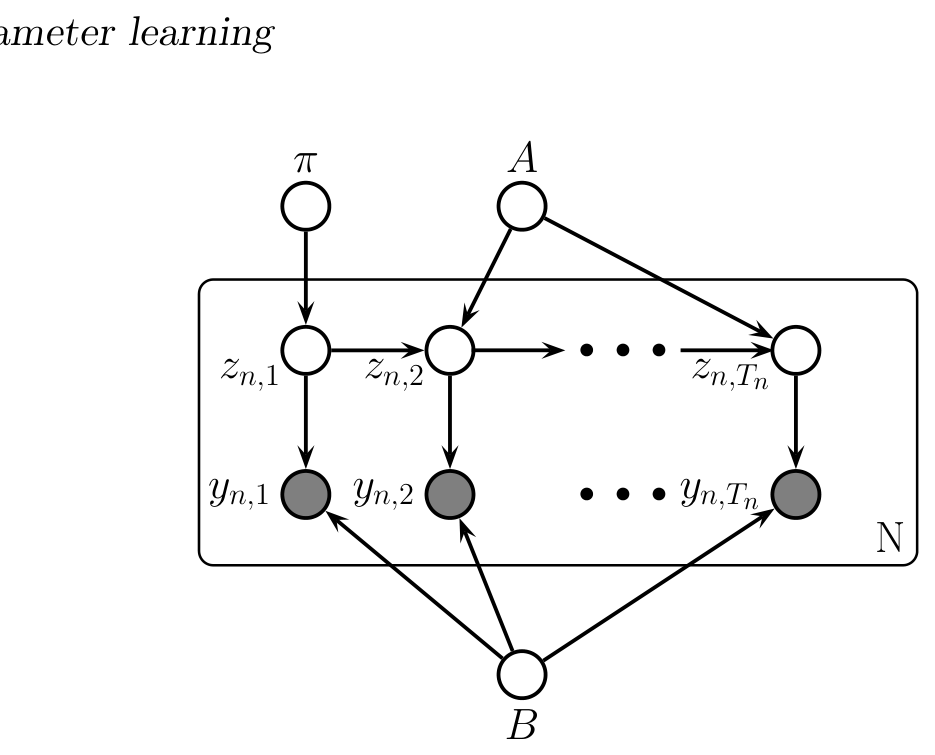 ameter learning
π A
z_{n,1} z_{n,2} • • • z_{n,T_n}
y_{n,1} y_{n,2} • • • y_{n,T_n}
N
B